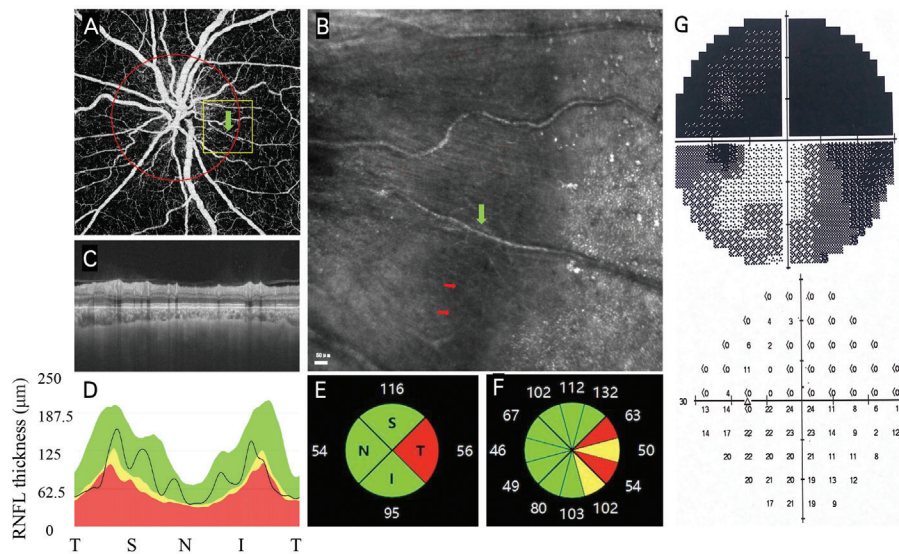 A
B
50 µm
C
D
250
187.5
125
62.5
0
RNFL thickness (µm)
T S N I T
E
116
S
54 N T 56
I
95
F
112
102 132
67 63
46 50
49 54
80 102
103
G
<0 <0 <0 <0
<0 4 3 <0 <0 <0
<0 6 2 <0 <0 <0 <0 <0
<0 <0 11 0 <0 <0 <0 <0 <0 <0
<0 4 <0 <0 <0 <0 <0 <0 <0 <0
30
13 14 <0 22 24 24 11 8 6
14 17 22 22 23 23 14 9 2 12
20 22 20 20 21 11 11 8
20 21 20 19 13 12
17 21 19 9